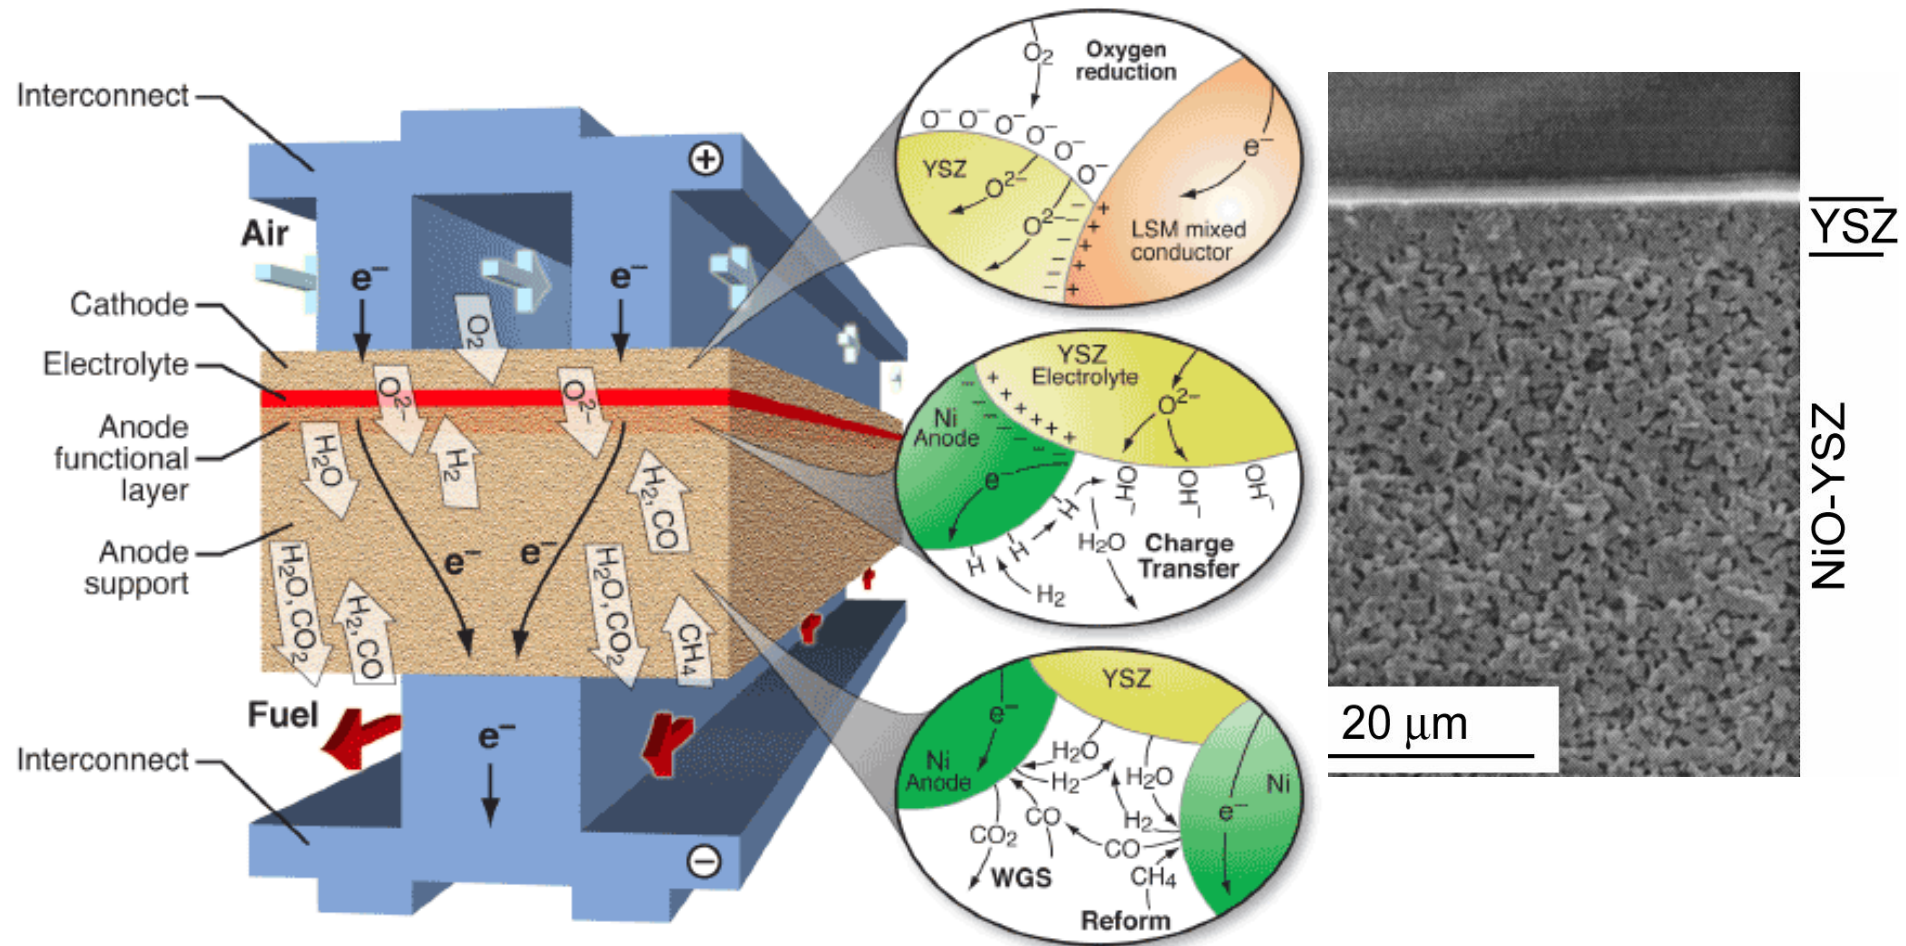 Interconnect
Air
e⁻
e⁻
Cathode
O₂
Electrolyte
O²⁻
O²⁻
Anode
functional
layer
H₂O
H₂
H₂, CO
Anode
support
e⁻
e⁻
H₂O, CO₂
H₂, CO
H₂O, CO₂
CH₄
Fuel
e⁻
Interconnect
+
−
O₂
Oxygen
reduction
O⁻ O⁻ O⁻ O⁻ O⁻ O⁻
YSZ
O²⁻
O²⁻
e⁻
LSM mixed
conductor
− − − − − −
+ + + + +
YSZ
Electrolyte
O²⁻
Ni
Anode
+ + + + + +
e⁻
OH⁻ OH⁻ OH⁻
H
H
H
H₂
H₂O
Charge
Transfer
YSZ
e⁻
Ni
Anode
H₂O
H₂
H₂O
H₂
CO
CO₂
CO
WGS
CH₄
Reform
Ni
e⁻
YSZ
NiO-YSZ
20 μm